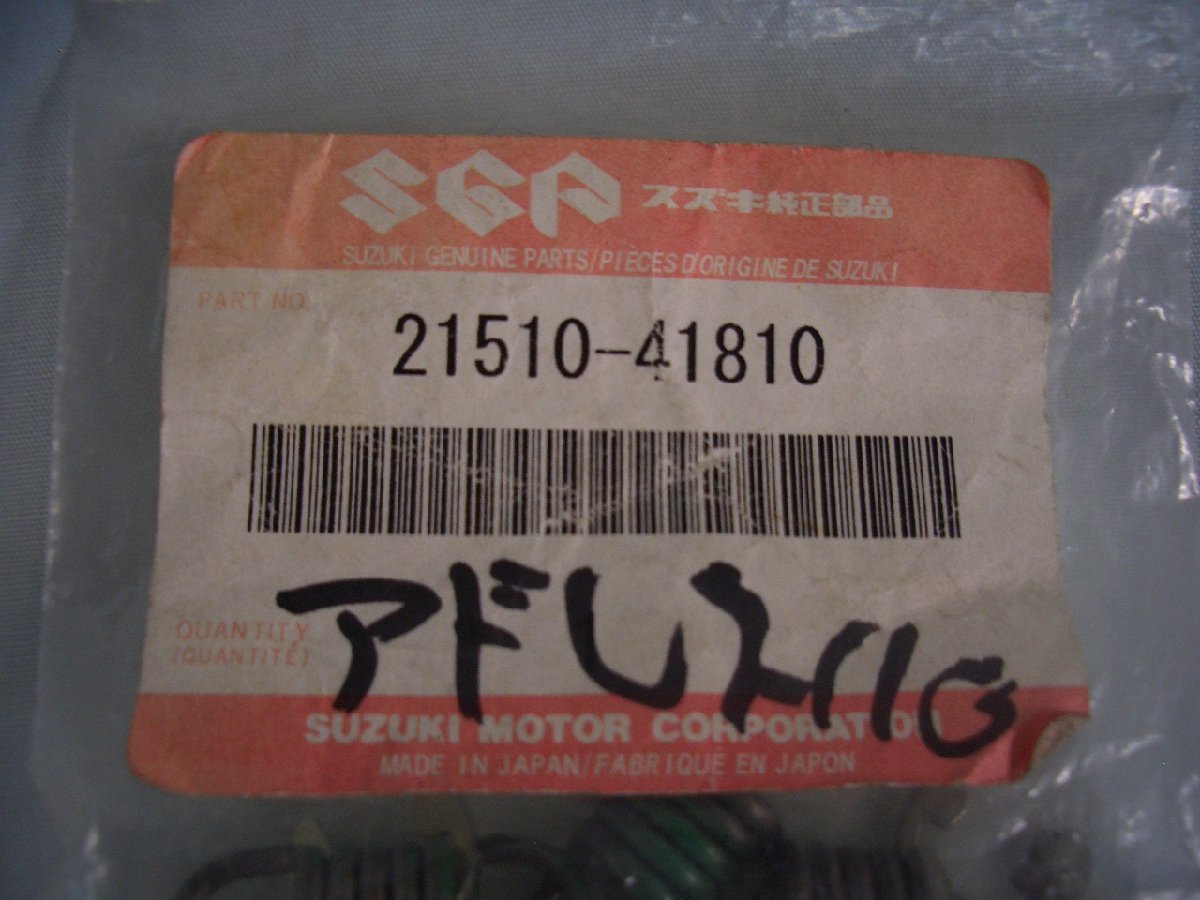 SGP スズキ純正部品
SUZUKI GENUINE PARTS/PIÈCES D'ORIGINE DE SUZUKI
PART NO.
21510-41810
QUANTITY
(QUANTITÉ)
アドレス110
SUZUKI MOTOR CORPORATION
MADE IN JAPAN/FABRIQUÉ EN JAPON